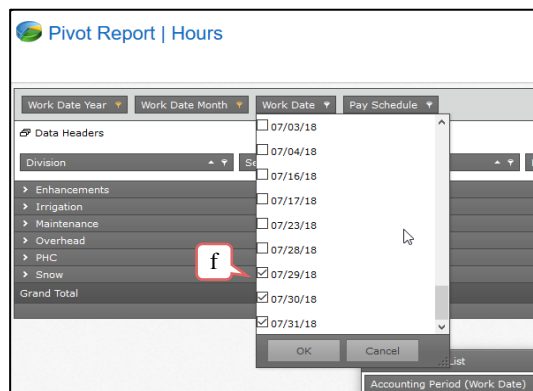 Pivot Report | Hours
Work Date Year Work Date Month Work Date Pay Schedule
Data Headers
Division Se
07/03/18
07/04/18
07/16/18
07/17/18
07/23/18
07/28/18
07/29/18
07/30/18
07/31/18
> Enhancements
> Irrigation
> Maintenance
> Overhead
> PHC
> Snow
Grand Total
f
OK Cancel
List
Accounting Period (Work Date)